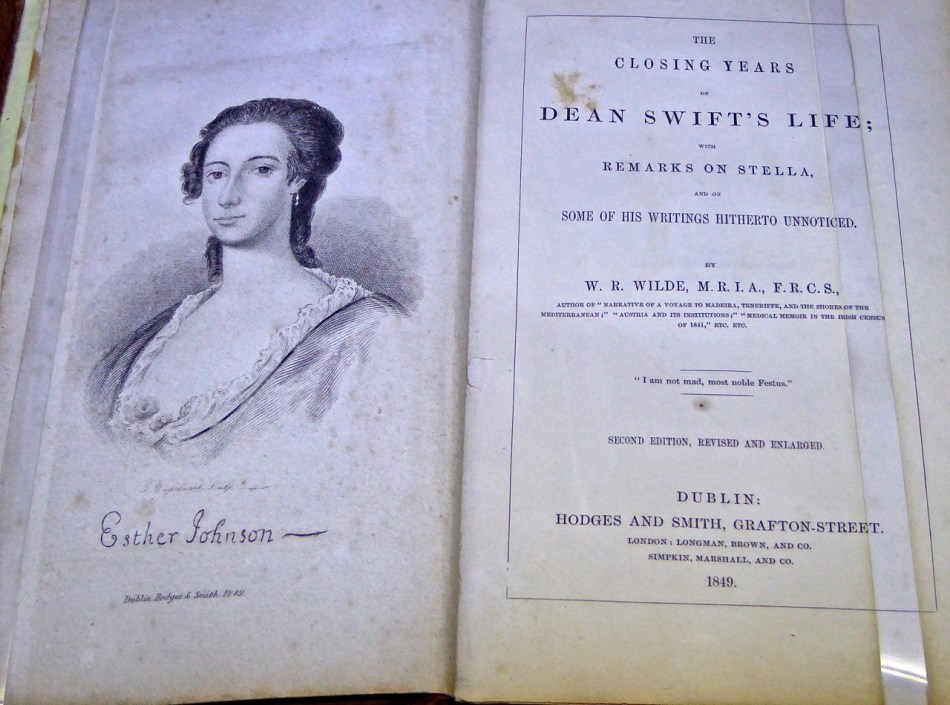 Esther Johnson —
Dublin. Hodges & Smith. 1849.
THE
CLOSING YEARS
OF
DEAN SWIFT'S LIFE;
WITH
REMARKS ON STELLA,
AND ON
SOME OF HIS WRITINGS HITHERTO UNNOTICED.
BY
W. R. WILDE, M.R.I.A., F.R.C.S.,
AUTHOR OF "NARRATIVE OF A VOYAGE TO MADEIRA, TENERIFFE, AND THE SHORES OF THE
MEDITERRANEAN;" "AUSTRIA AND ITS INSTITUTIONS;" "MEDICAL MEMOIR IN THE IRISH CENSUS
OF 1841," ETC. ETC.
"I am not mad, most noble Festus."
SECOND EDITION, REVISED AND ENLARGED.
DUBLIN:
HODGES AND SMITH, GRAFTON-STREET.
LONDON: LONGMAN, BROWN, AND CO.
SIMPKIN, MARSHALL, AND CO.
1849.